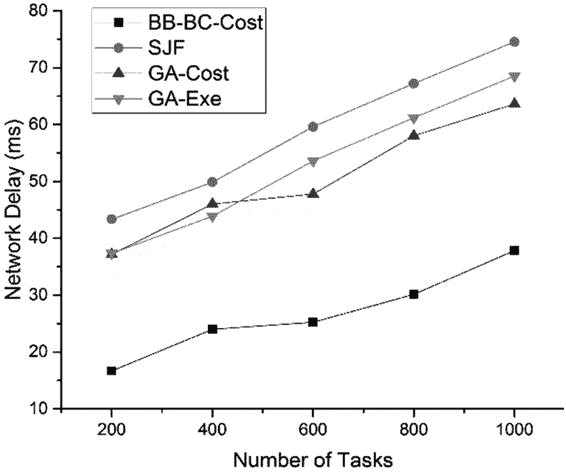 BB-BC-Cost
SJF
GA-Cost
GA-Exe
Network Delay (ms)
80
70
60
50
40
30
20
10
200 400 600 800 1000
Number of Tasks